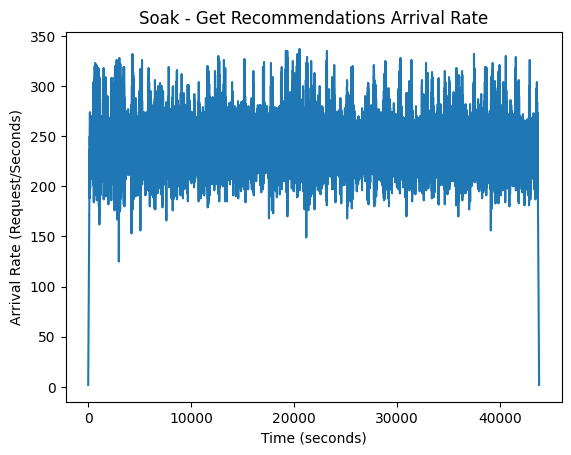 Soak - Get Recommendations Arrival Rate
350
300
250
200
150
100
50
0
Arrival Rate (Request/Seconds)
0 10000 20000 30000 40000
Time (seconds)